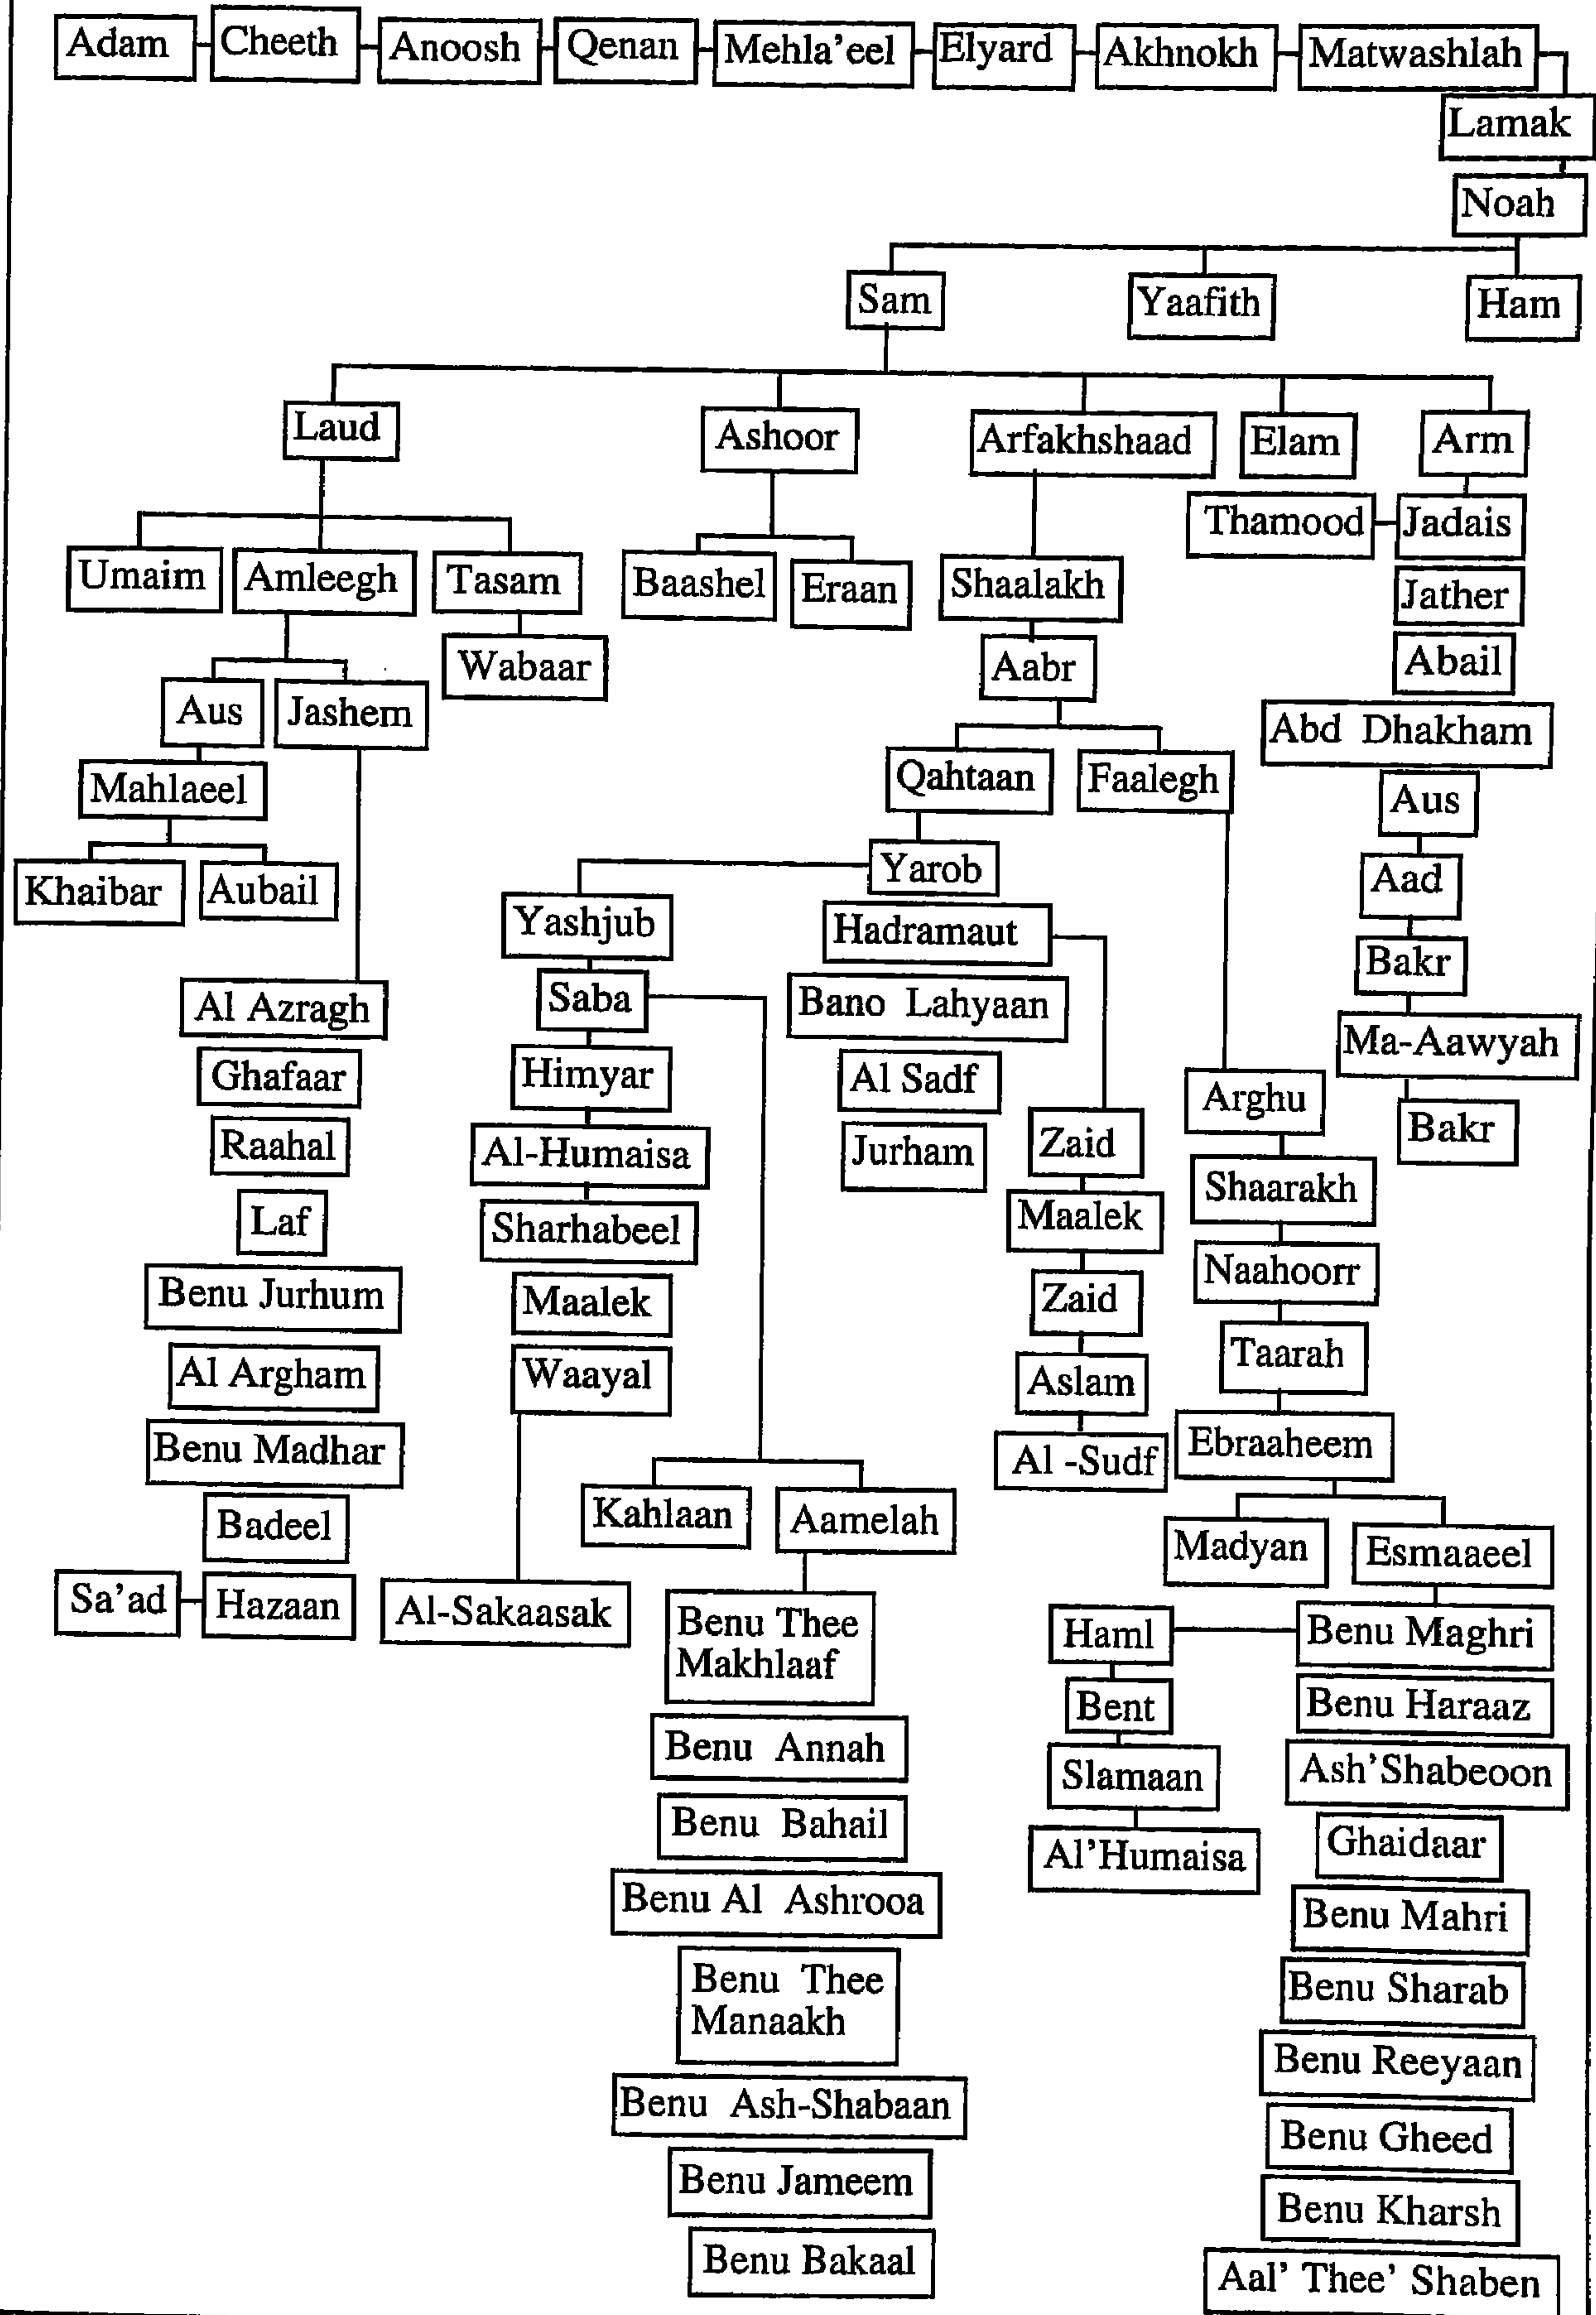 Adam
Cheeth
Anoosh
Qenan
Mehla'eel
Elyard
Akhnokh
Matwashlah
Lamak
Noah
Sam
Yaafith
Ham
Laud
Ashoor
Arfakhshaad
Elam
Arm
Thamood
Jadais
Umaim
Amleegh
Tasam
Baashel
Eraan
Shaalakh
Jather
Wabaar
Aabr
Abail
Aus
Jashem
Abd Dhakham
Mahlaeel
Qahtaan
Faalegh
Aus
Khaibar
Aubail
Yarob
Aad
Yashjub
Hadramaut
Bakr
Al Azragh
Saba
Bano Lahyaan
Ma-Aawyah
Ghafaar
Himyar
Al Sadf
Arghu
Bakr
Raahal
Al-Humaisa
Jurham
Zaid
Shaarakh
Laf
Sharhabeel
Maalek
Naahoorr
Benu Jurhum
Maalek
Zaid
Taarah
Al Argham
Waayal
Aslam
Ebraaheem
Benu Madhar
Al -Sudf
Badeel
Kahlaan
Aamelah
Madyan
Esmaaeel
Sa'ad
Hazaan
Al-Sakaasak
Benu Thee
Makhlaaf
Haml
Benu Maghri
Bent
Benu Haraaz
Benu Annah
Slamaan
Ash'Shabeoon
Benu Bahail
Al'Humaisa
Ghaidaar
Benu Al Ashrooa
Benu Mahri
Benu Thee
Manaakh
Benu Sharab
Benu Reeyaan
Benu Ash-Shabaan
Benu Gheed
Benu Jameem
Benu Kharsh
Benu Bakaal
Aal' Thee' Shaben